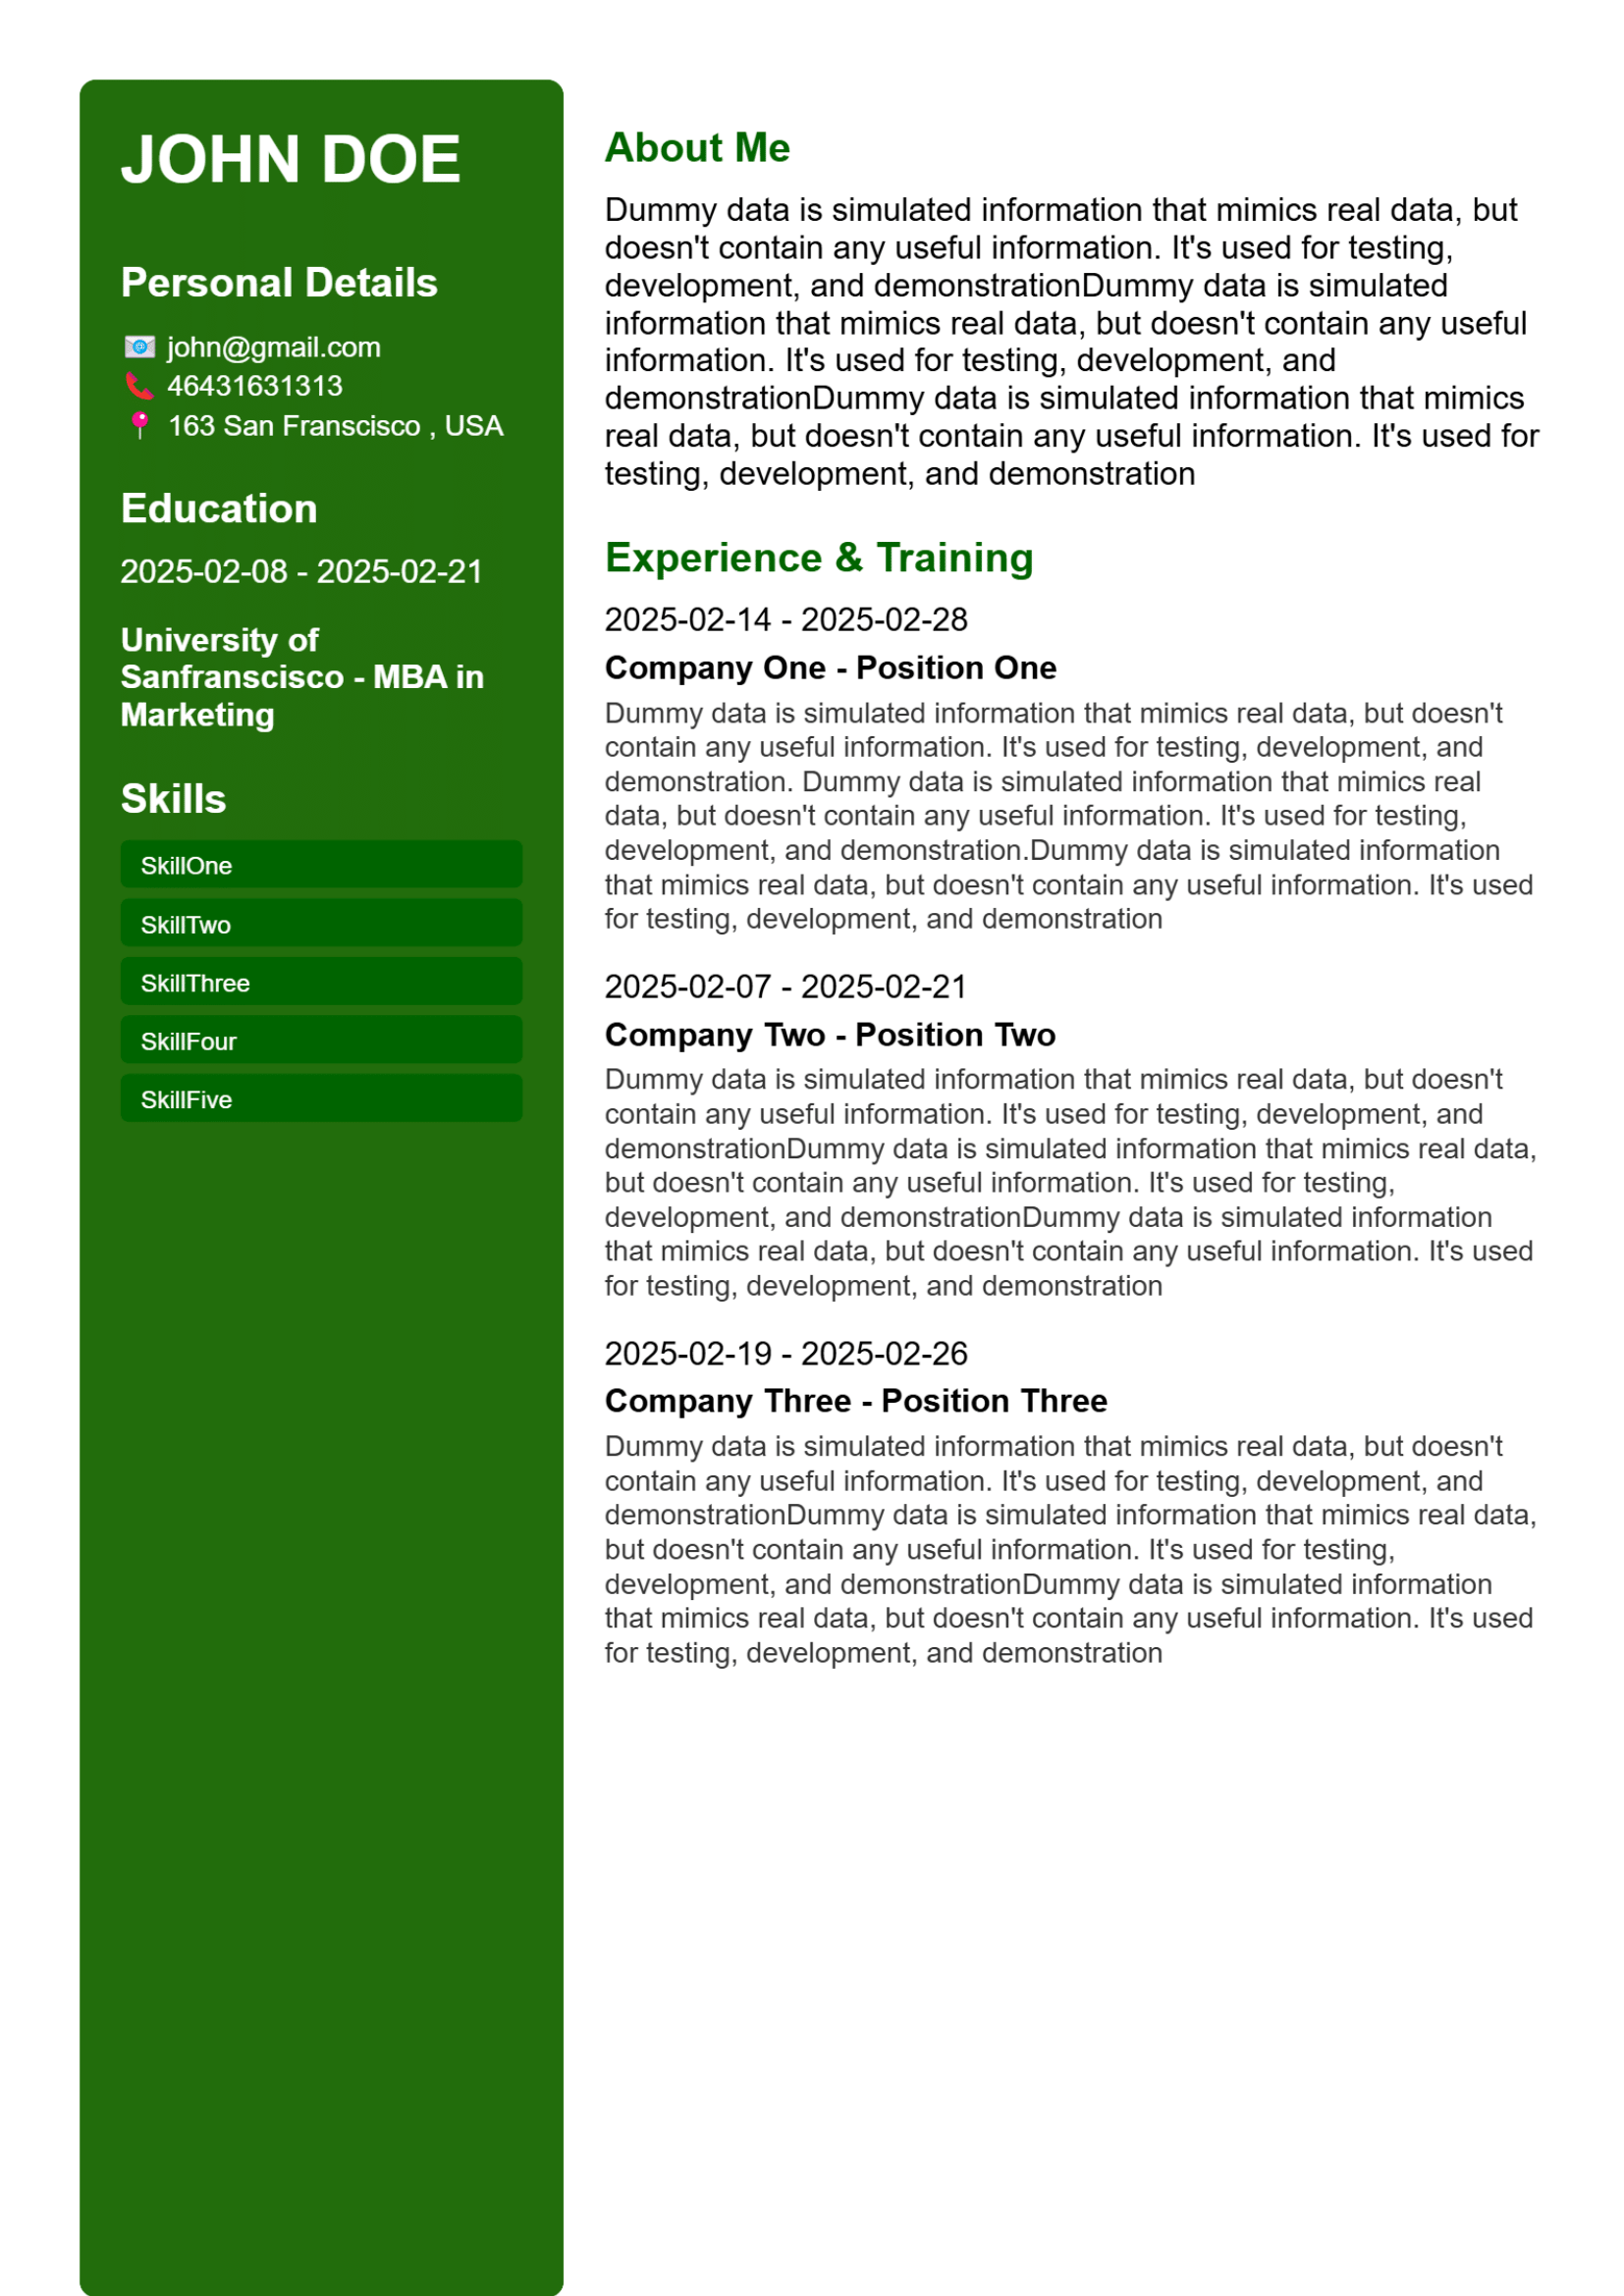 JOHN DOE
Personal Details
john@gmail.com
46431631313
163 San Franscisco , USA
Education
2025-02-08 - 2025-02-21
University of
Sanfranscisco - MBA in
Marketing
Skills
SkillOne
SkillTwo
SkillThree
SkillFour
SkillFive
About Me
Dummy data is simulated information that mimics real data, but
doesn't contain any useful information. It's used for testing,
development, and demonstrationDummy data is simulated
information that mimics real data, but doesn't contain any useful
information. It's used for testing, development, and
demonstrationDummy data is simulated information that mimics
real data, but doesn't contain any useful information. It's used for
testing, development, and demonstration
Experience & Training
2025-02-14 - 2025-02-28
Company One - Position One
Dummy data is simulated information that mimics real data, but doesn't
contain any useful information. It's used for testing, development, and
demonstration. Dummy data is simulated information that mimics real
data, but doesn't contain any useful information. It's used for testing,
development, and demonstration.Dummy data is simulated information
that mimics real data, but doesn't contain any useful information. It's used
for testing, development, and demonstration
2025-02-07 - 2025-02-21
Company Two - Position Two
Dummy data is simulated information that mimics real data, but doesn't
contain any useful information. It's used for testing, development, and
demonstrationDummy data is simulated information that mimics real data,
but doesn't contain any useful information. It's used for testing,
development, and demonstrationDummy data is simulated information
that mimics real data, but doesn't contain any useful information. It's used
for testing, development, and demonstration
2025-02-19 - 2025-02-26
Company Three - Position Three
Dummy data is simulated information that mimics real data, but doesn't
contain any useful information. It's used for testing, development, and
demonstrationDummy data is simulated information that mimics real data,
but doesn't contain any useful information. It's used for testing,
development, and demonstrationDummy data is simulated information
that mimics real data, but doesn't contain any useful information. It's used
for testing, development, and demonstration